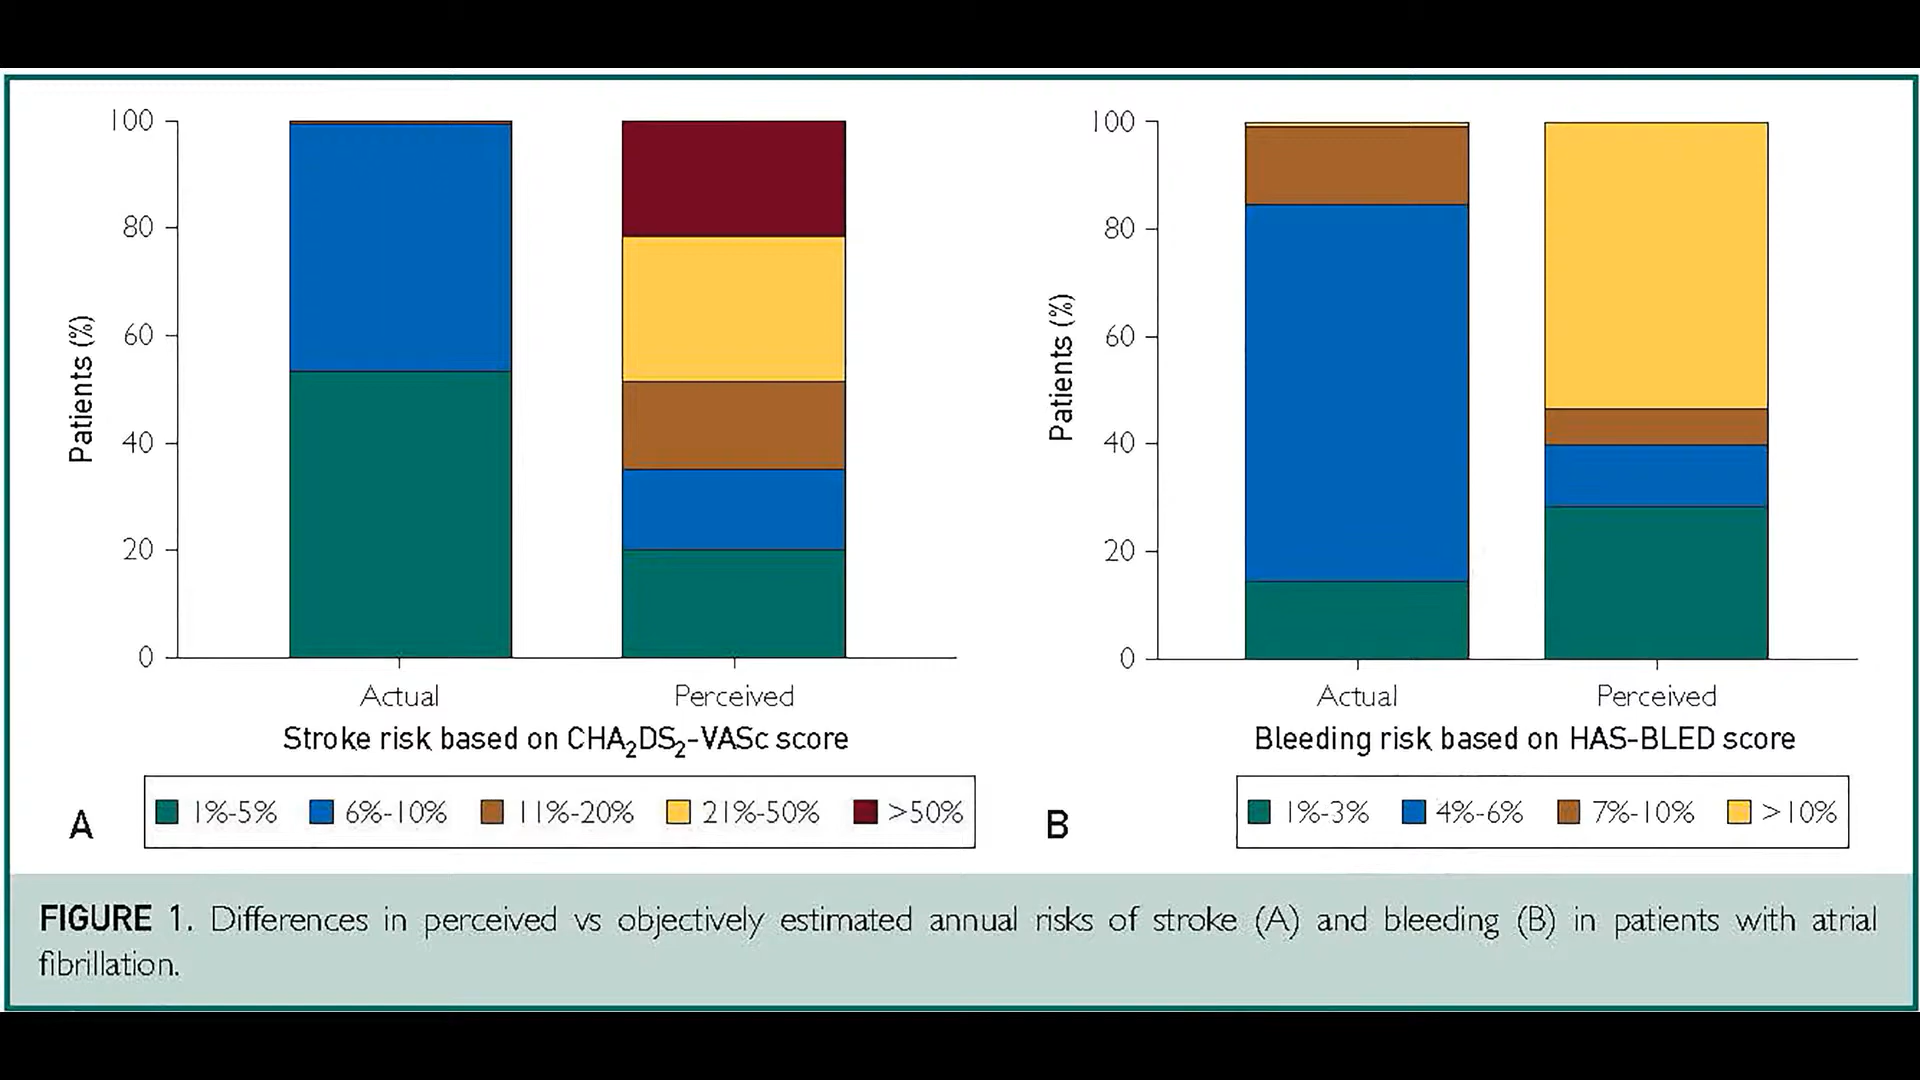 100
80
60
40
20
0
Patients (%)
Actual
Perceived
Stroke risk based on CHA₂DS₂-VASc score
1%-5% 6%-10% 11%-20% 21%-50% >50%
A
100
80
60
40
20
0
Patients (%)
Actual
Perceived
Bleeding risk based on HAS-BLED score
1%-3% 4%-6% 7%-10% >10%
B
FIGURE 1. Differences in perceived vs objectively estimated annual risks of stroke (A) and bleeding (B) in patients with atrial
fibrillation.